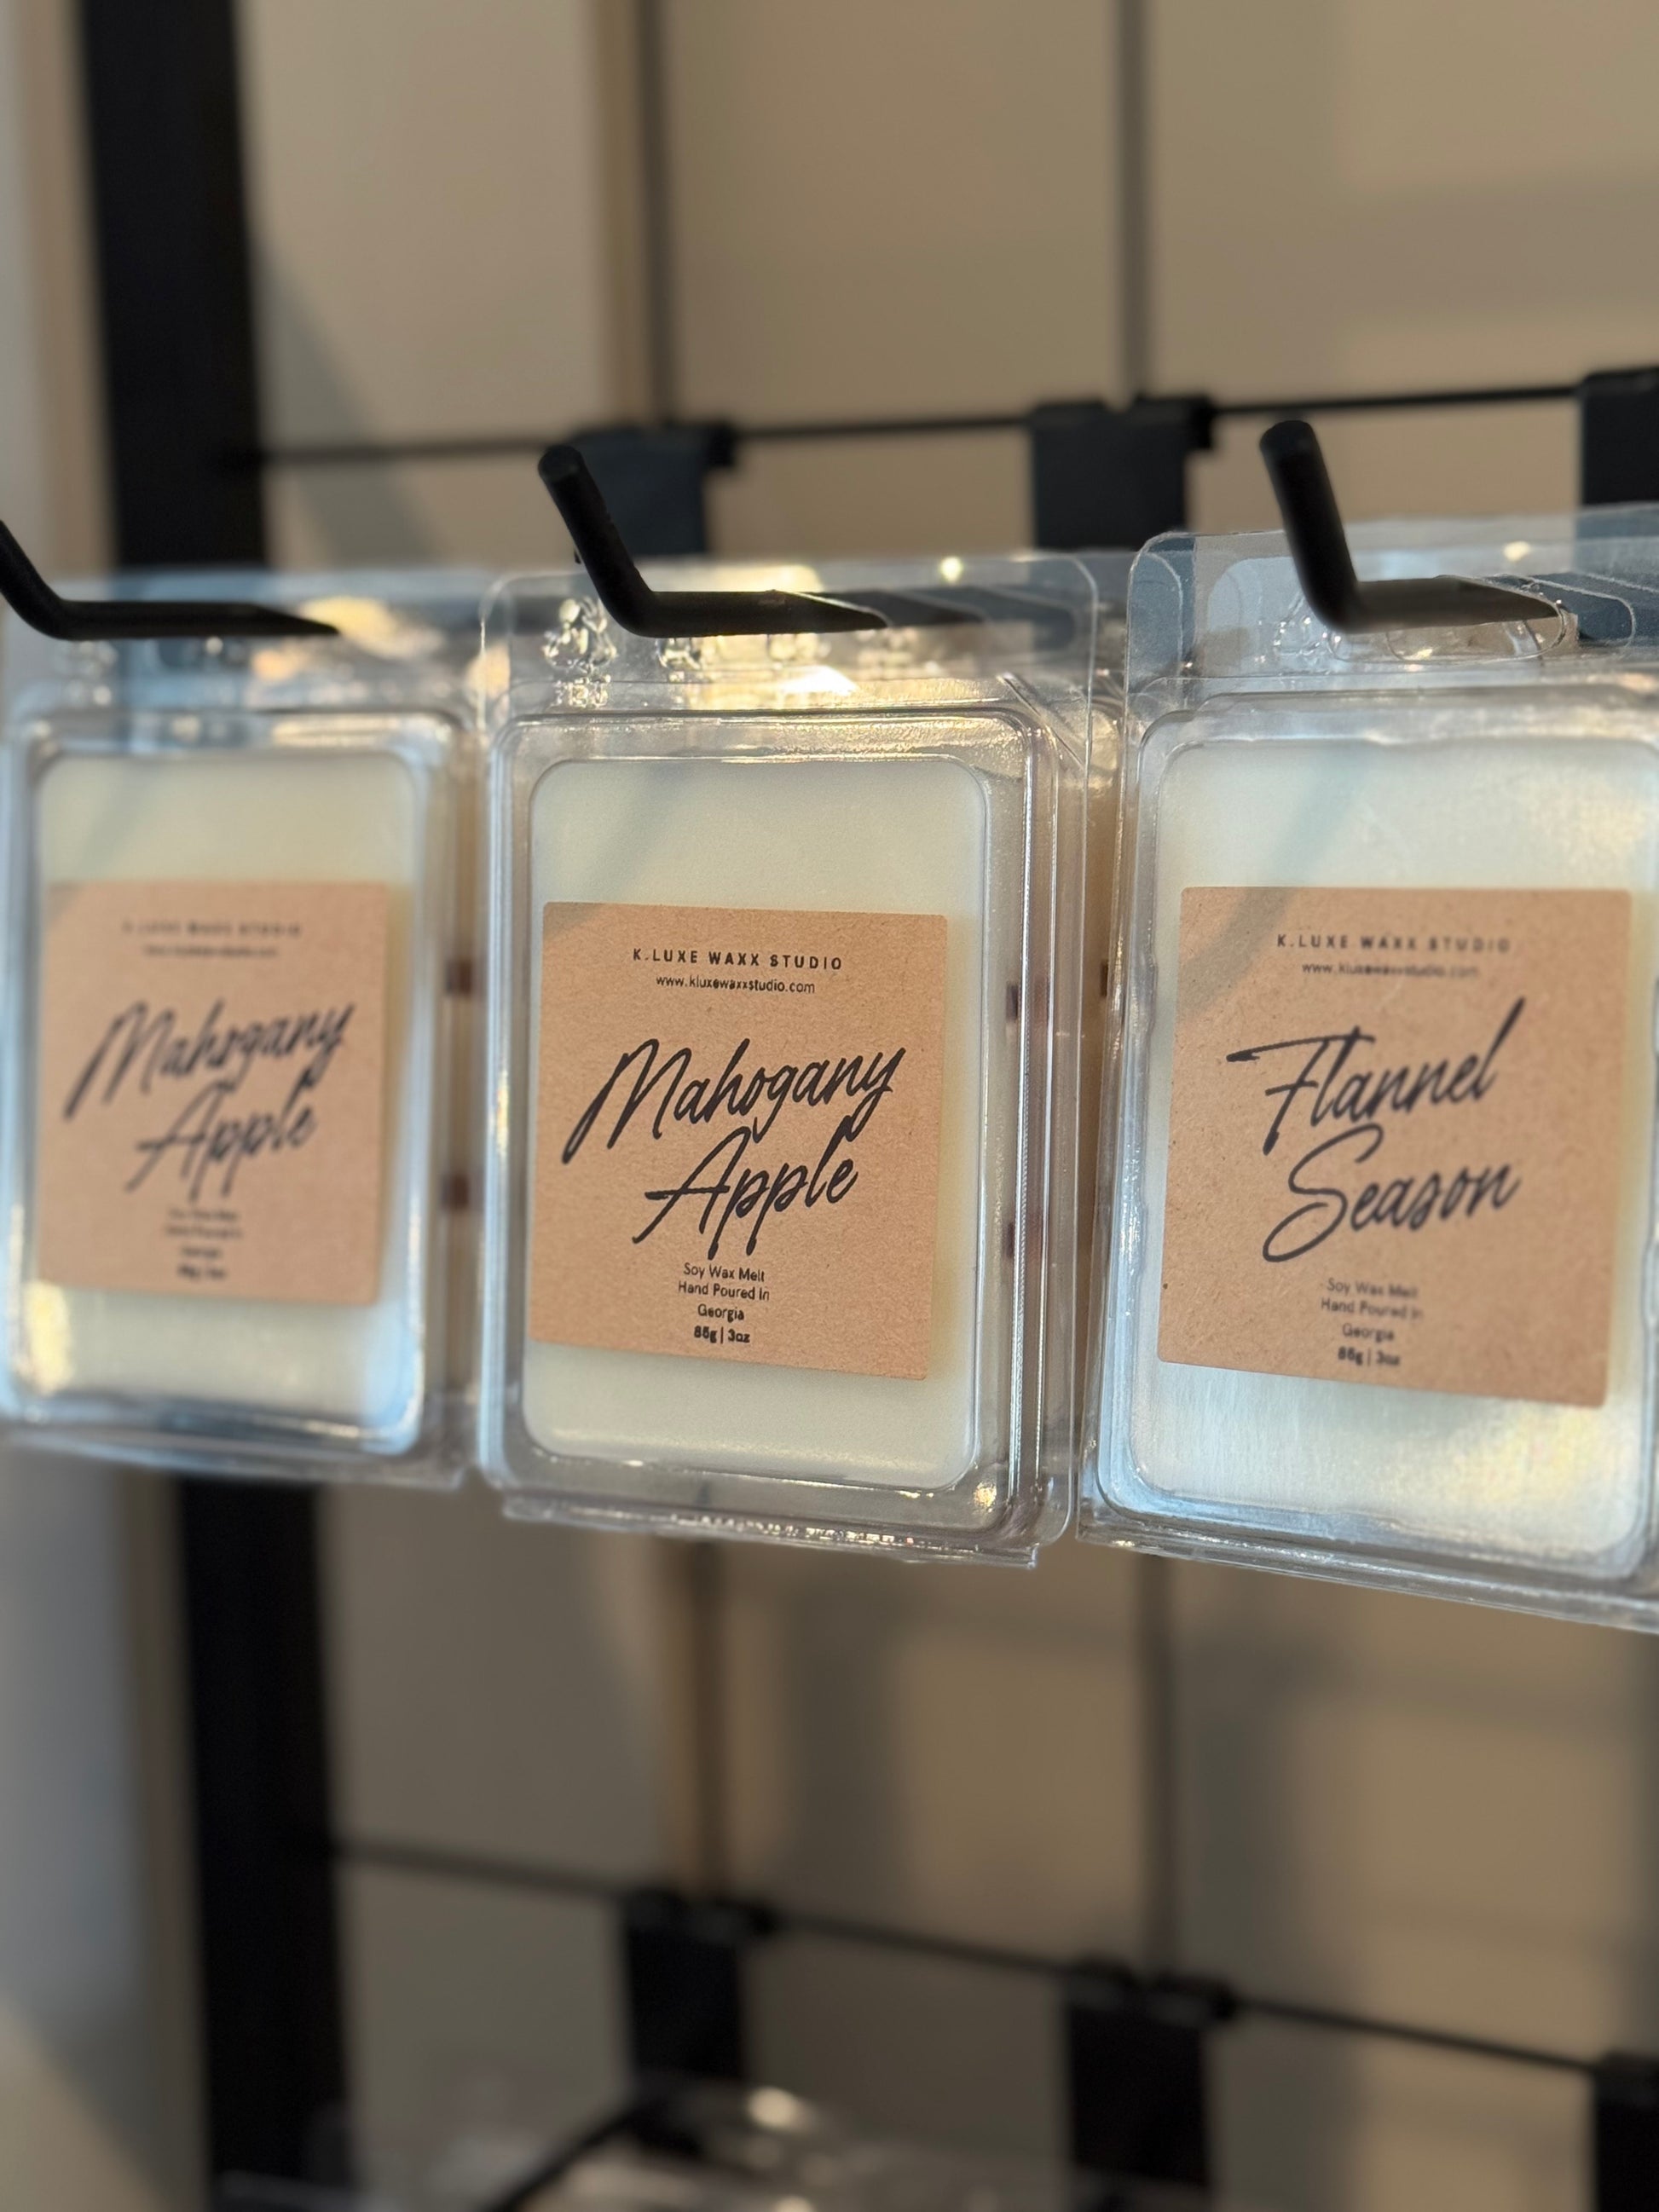 K.LUXE WAXX STUDIO
Mahogany
Apple
K.LUXE WAXX STUDIO
www.kluxewaxxstudio.com
Mahogany
Apple
Soy Wax Melt
Hand Poured In
Georgia
85g | 3oz
K.LUXE WAXX STUDIO
www.kluxewaxxstudio.com
Flannel
Season
Soy Wax Melt
Hand Poured In
Georgia
85g | 3oz